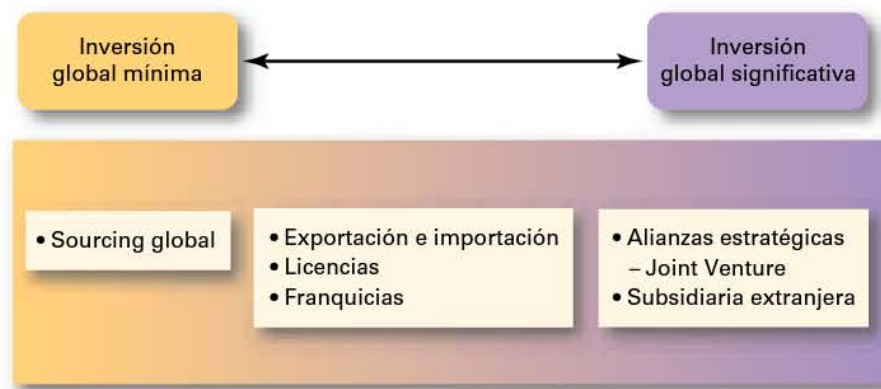 Inversión
global mínima
Inversión
global significativa
• Sourcing global
• Exportación e importación
• Licencias
• Franquicias
• Alianzas estratégicas
– Joint Venture
• Subsidiaria extranjera